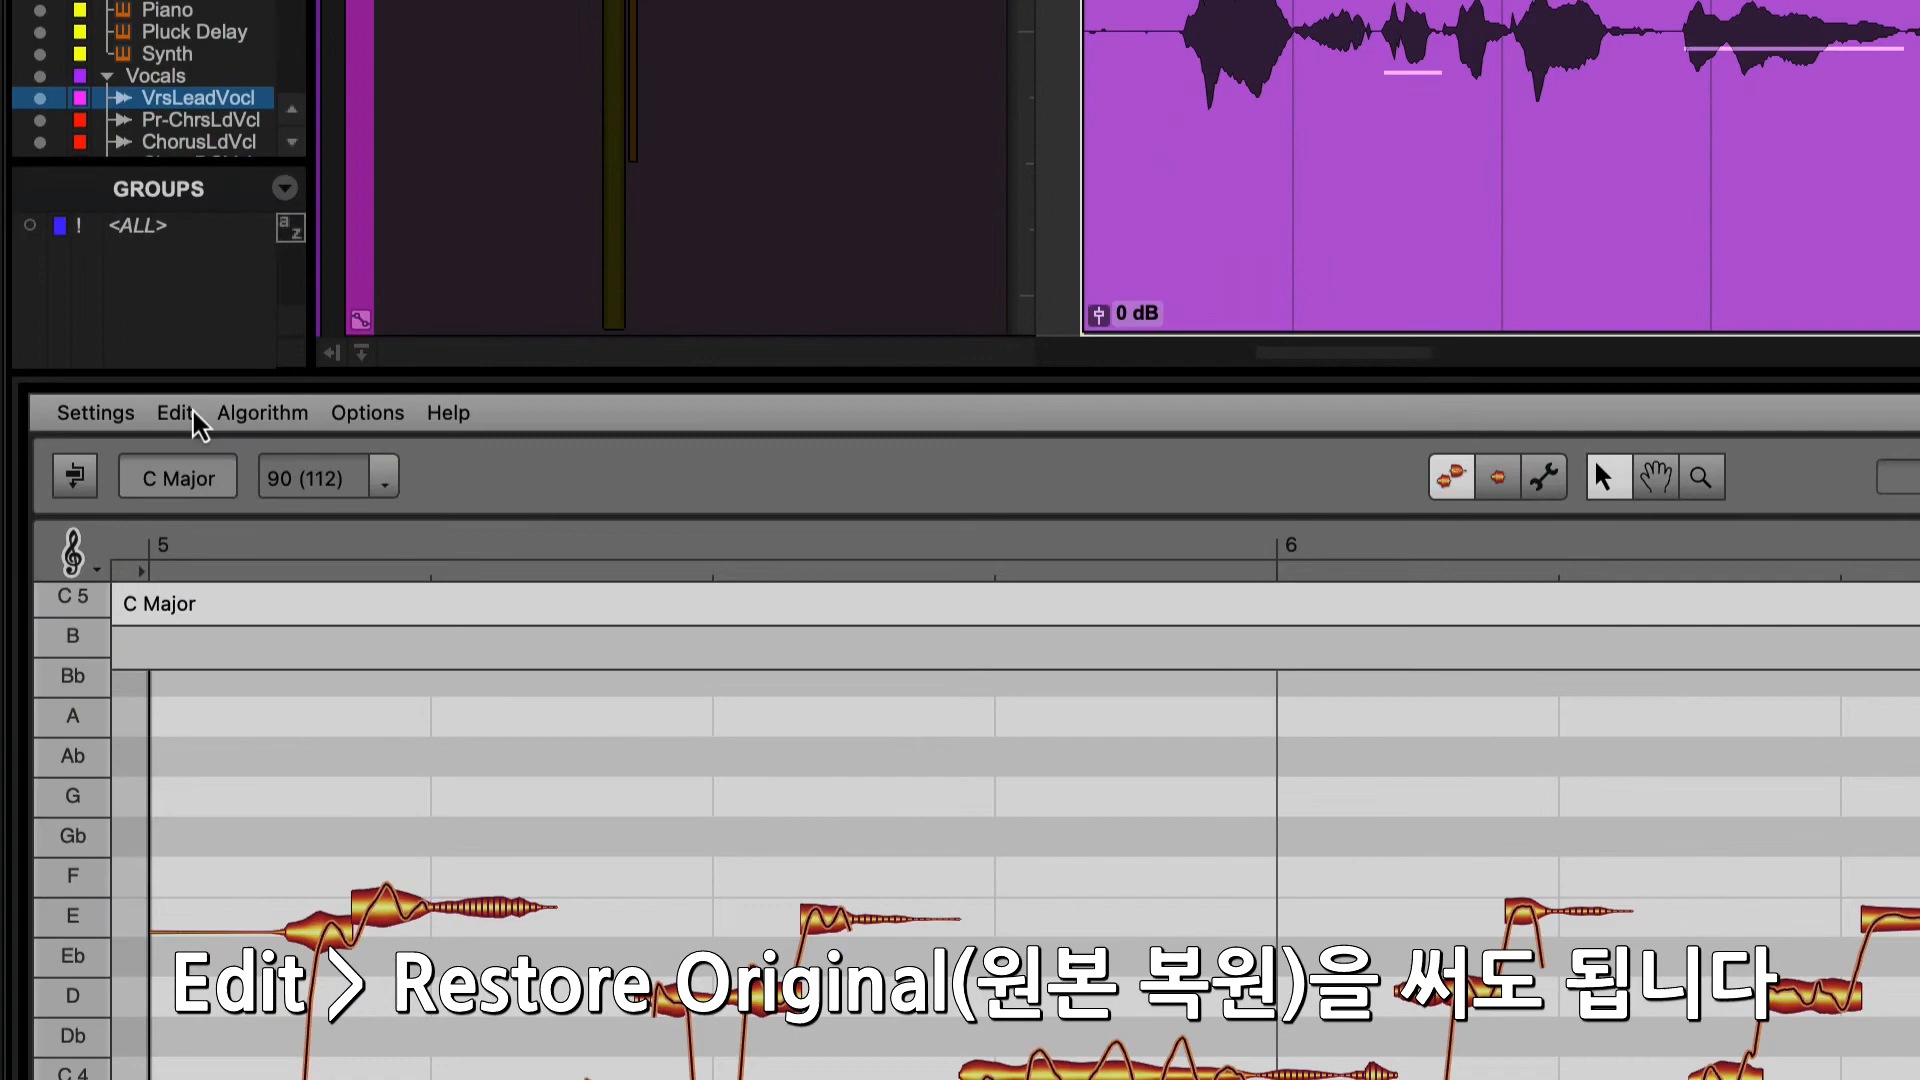 Piano
Pluck Delay
Synth
Vocals
VrsLeadVocl
Pr-ChrsLdVcl
ChorusLdVcl
GROUPS
! <ALL>
a z
0 dB
Settings Edit Algorithm Options Help
C Major 90 (112)
5 6
C 5 C Major
B
Bb
A
Ab
G
Gb
F
E
Eb
Edit > Restore Original(원본 복원)을 써도 됩니다
D
Db
C 4